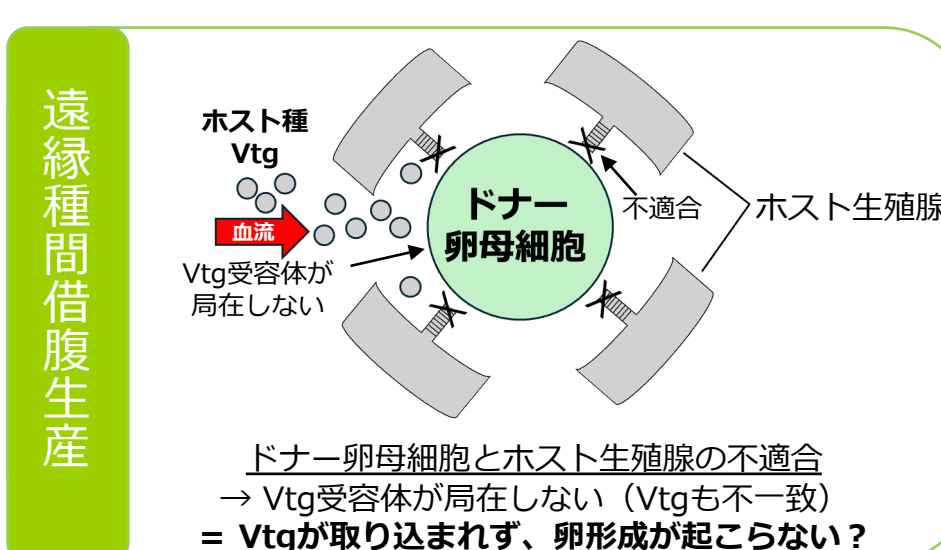 遠縁種間借腹生産
ホスト種
Vtg
血流
Vtg受容体が
局在しない
ドナー
卵母細胞
不適合
ホスト生殖腺
ドナー卵母細胞とホスト生殖腺の不適合
→ Vtg受容体が局在しない（Vtgも不一致）
= Vtgが取り込まれず、卵形成が起こらない？